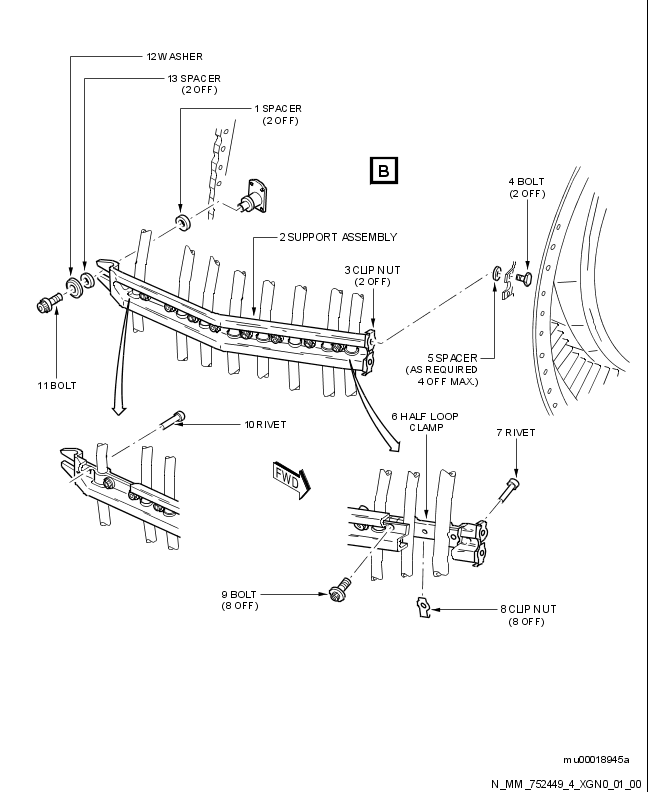 12 WASHER
13 SPACER
(2 OFF)
1 SPACER
(2 OFF)
B
4 BOLT
(2 OFF)
2 SUPPORT ASSEMBLY
3 CLIP NUT
(2 OFF)
5 SPACER
(AS REQUIRED
4 OFF MAX.)
11 BOLT
6 HALF LOOP
CLAMP
10 RIVET
7 RIVET
FWD
9 BOLT
(8 OFF)
8 CLIP NUT
(8 OFF)
mu00018945a
N_MM_752449_4_XGN0_01_00